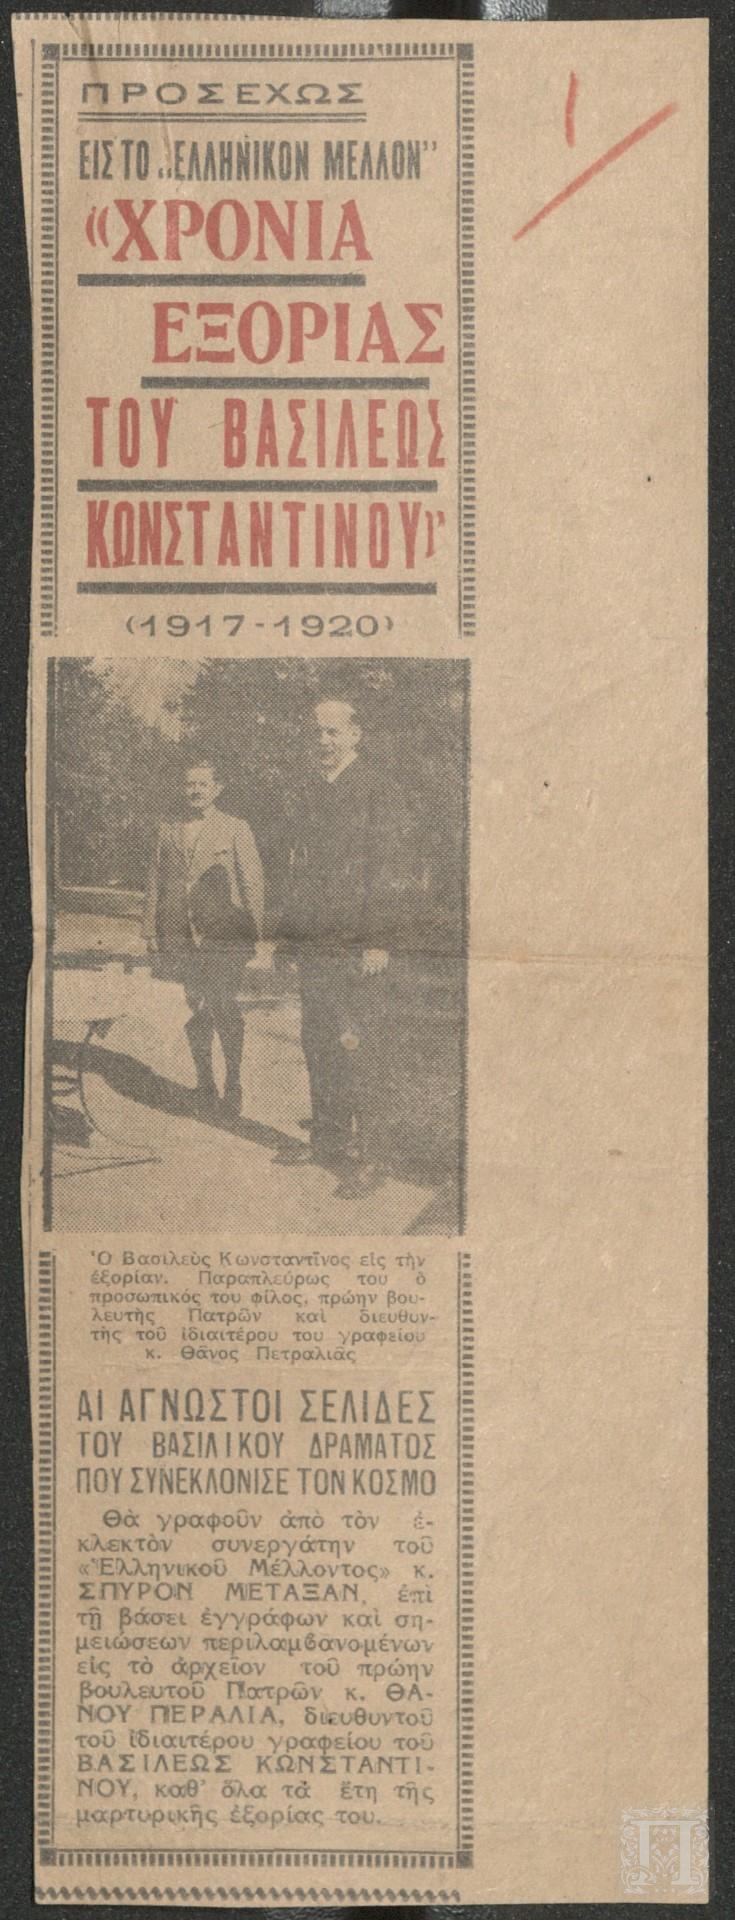 ΠΡΟΣΕΧΩΣ
ΕΙΣ ΤΟ „ΕΛΛΗΝΙΚΟΝ ΜΕΛΛΟΝ”
«ΧΡΟΝΙΑ
ΕΞΟΡΙΑΣ
ΤΟΥ ΒΑΣΙΛΕΩΣ
ΚΩΝΣΤΑΝΤΙΝΟΥ»
(1917-1920)
Ὁ Βασιλεὺς Κωνσταντῖνος εἰς τὴν
ἐξορίαν. Παραπλεύρως του ὁ
προσωπικός του φίλος, πρώην βου-
λευτὴς Πατρῶν καὶ διευθυν-
τὴς τοῦ ἰδιαιτέρου του γραφείου
κ. Θᾶνος Πετραλιᾶς
ΑΙ ΑΓΝΩΣΤΟΙ ΣΕΛΙΔΕΣ
ΤΟΥ ΒΑΣΙΛΙΚΟΥ ΔΡΑΜΑΤΟΣ
ΠΟΥ ΣΥΝΕΚΛΟΝΙΣΕ ΤΟΝ ΚΟΣΜΟ
Θὰ γραφοῦν ἀπὸ τὸν ἐ-
κλεκτὸν συνεργάτην τοῦ
«Ἑλληνικοῦ Μέλλοντος» κ.
ΣΠΥΡΟΝ ΜΕΤΑΞΑΝ, ἐπὶ
τῇ βάσει ἐγγράφων καὶ ση-
μειώσεων περιλαμβανομένων
εἰς τὸ ἀρχεῖον τοῦ πρώην
βουλευτοῦ Πατρῶν κ. ΘΑ-
ΝΟΥ ΠΕΡΑΛΙΑ, διευθυντοῦ
τοῦ ἰδιαιτέρου γραφείου τοῦ
ΒΑΣΙΛΕΩΣ ΚΩΝΣΤΑΝΤΙ-
ΝΟΥ, καθ' ὅλα τὰ ἔτη τῆς
μαρτυρικῆς ἐξορίας του.
Π